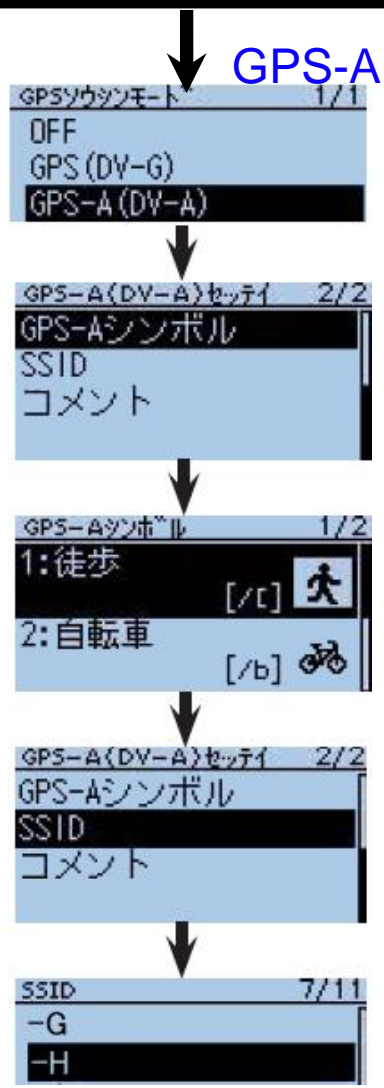 GPS-A
GPSソウシンモード 1/1
OFF
GPS(DV-G)
GPS-A(DV-A)
GPS-A(DV-A)セッテイ 2/2
GPS-Aシンボル
SSID
コメント
GPS-Aシンボル 1/2
1:徒歩
[/[]
2:自転車
[/b]
GPS-A(DV-A)セッテイ 2/2
GPS-Aシンボル
SSID
コメント
SSID 7/11
-G
-H